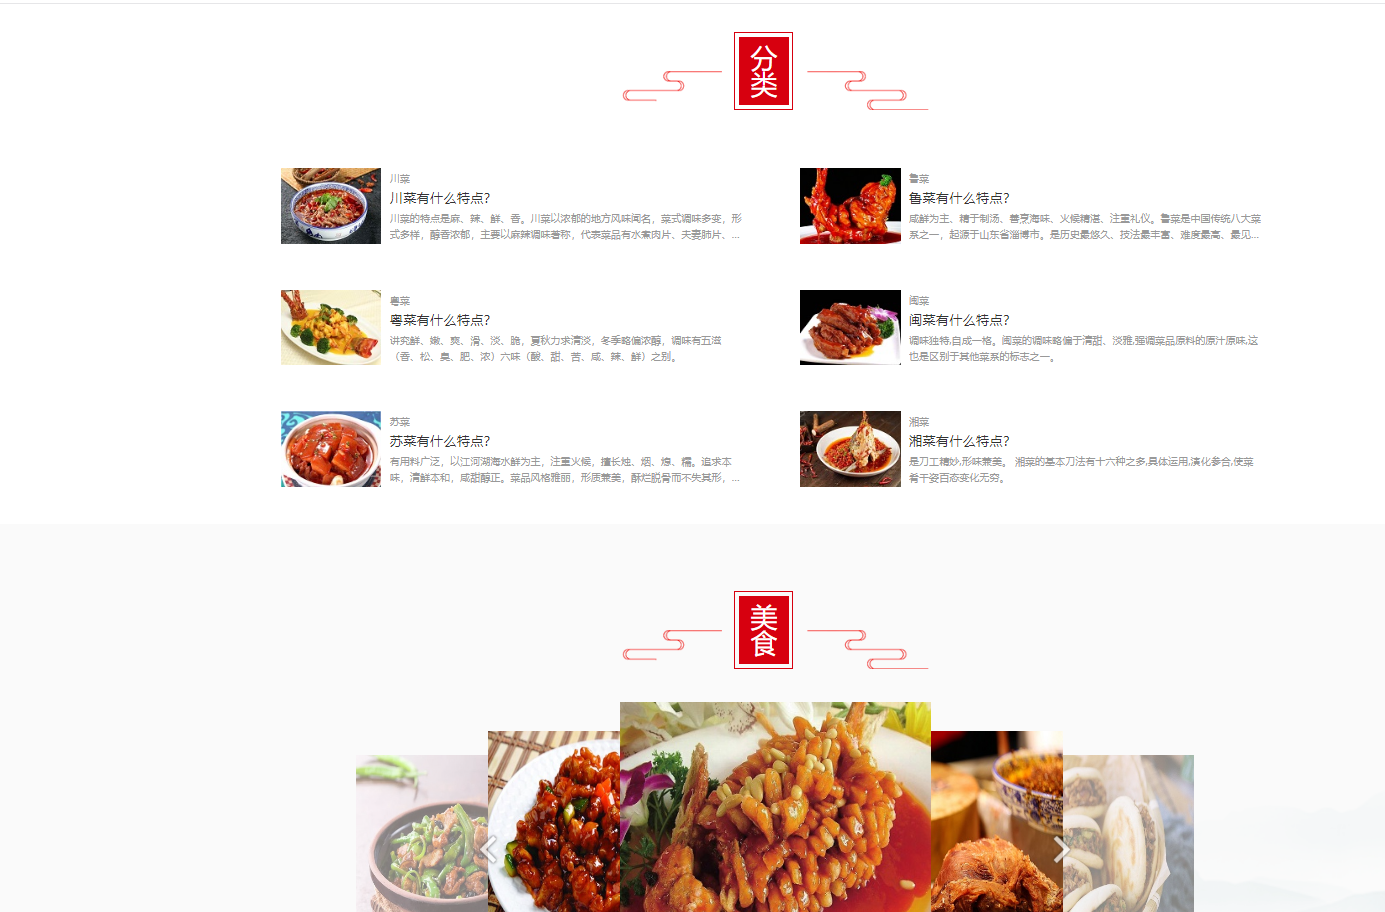 分类
川菜
川菜有什么特点?
川菜的特点是麻、辣、鲜、香。川菜以浓郁的地方风味闻名，菜式调味多变，形
式多样，醇香浓郁，主要以麻辣调味著称，代表菜品有水煮肉片、夫妻肺片、...
鲁菜
鲁菜有什么特点?
咸鲜为主、精于制汤、善烹海味、火候精湛、注重礼仪。鲁菜是中国传统八大菜
系之一，起源于山东省淄博市。是历史最悠久、技法最丰富、难度最高、最见...
粤菜
粤菜有什么特点?
讲究鲜、嫩、爽、滑、淡、脆，夏秋力求清淡，冬季略偏浓醇，调味有五滋
（香、松、臭、肥、浓）六味（酸、甜、苦、咸、辣、鲜）之别。
闽菜
闽菜有什么特点?
调味独特,自成一格。闽菜的调味略偏于清甜、淡雅,强调菜品原料的原汁原味,这
也是区别于其他菜系的标志之一。
苏菜
苏菜有什么特点?
有用料广泛，以江河湖海水鲜为主，注重火候，擅长炖、焖、煨、糯。追求本
味，清鲜本和，咸甜醇正。菜品风格雅丽，形质兼美，酥烂脱骨而不失其形，...
湘菜
湘菜有什么特点?
是刀工精妙,形味兼美。 湘菜的基本刀法有十六种之多,具体运用,演化参合,使菜
肴千姿百态变化无穷。
美食